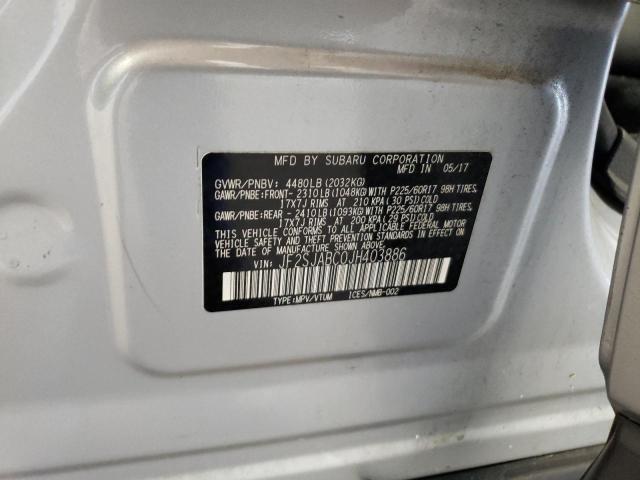 MFD BY SUBARU CORPORATION
MFD IN 05/17
GVWR/PNBV: 4480LB(2032KG)
GAWR/PNBE:FRONT-2310LB(1048KG)WITH P225/60R17 98H TIRES,
17X7J RIMS AT 210 KPA(30 PSI)COLD
GAWR/PNBE:REAR -2410LB(1093KG)WITH P225/60R17 98H TIRES,
17X7J RIMS AT 200 KPA(29 PSI)COLD
THIS VEHICLE CONFORMS TO ALL APPLICABLE FEDERAL MOTOR
VEHICLE SAFETY, BUMPER, AND THEFT PREVENTION STANDARDS
IN EFFECT ON THE DATE OF MANUFACTURE SHOWN ABOVE.
VIN: JF2SJABC0JH403886
TYPE:MPV/VTUM ICES/NMB-002